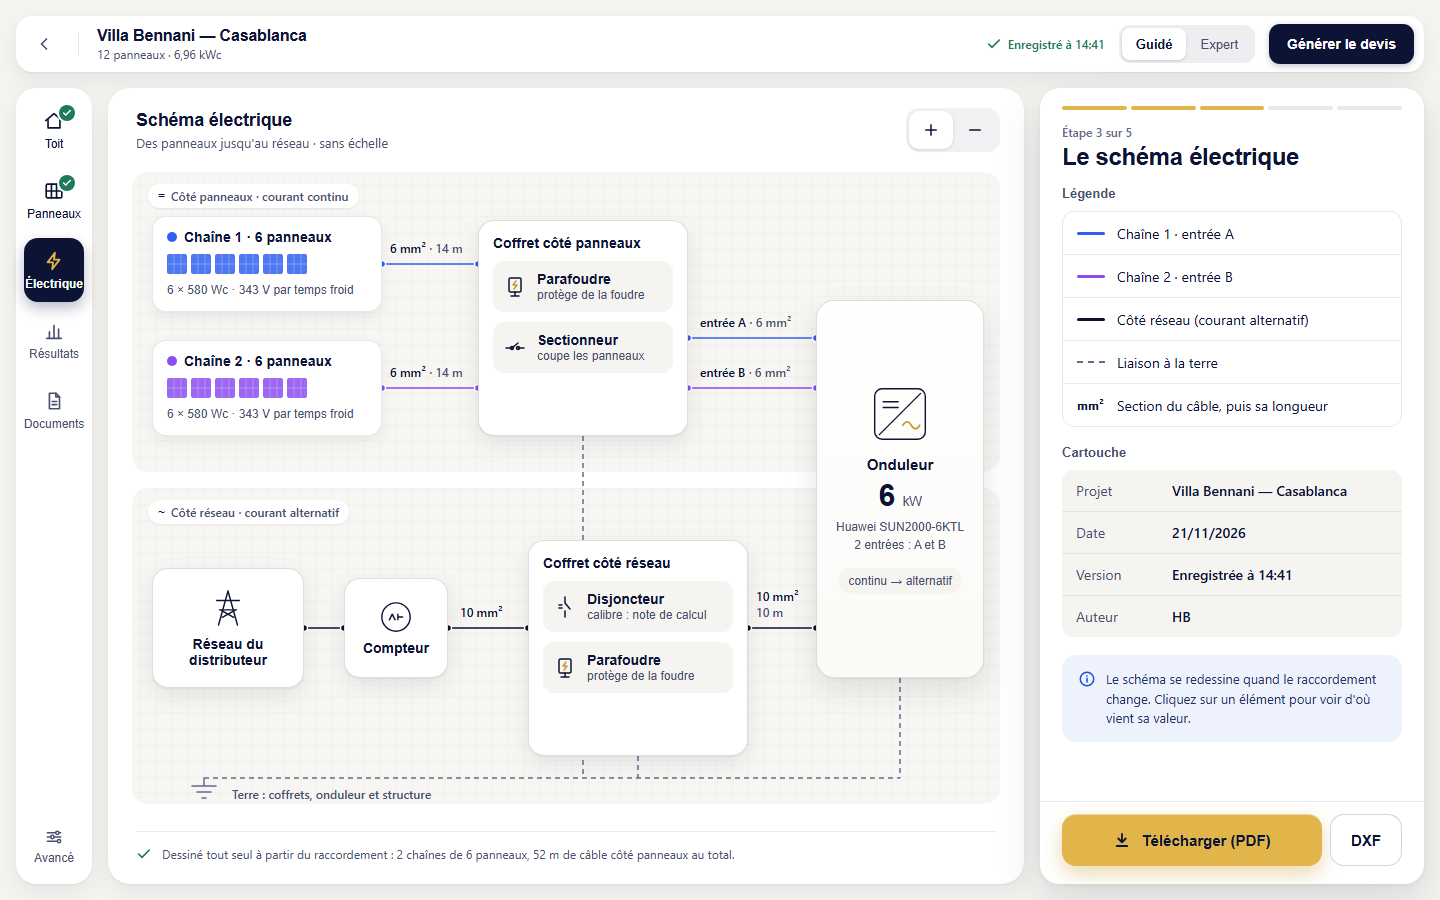 Villa Bennani — Casablanca
12 panneaux · 6,96 kWc
Enregistré à 14:41
Guidé
Expert
Générer le devis
Toit
Panneaux
Électrique
Résultats
Documents
Avancé
Schéma électrique
Des panneaux jusqu'au réseau · sans échelle
+
−
= Côté panneaux · courant continu
Chaîne 1 · 6 panneaux
6 × 580 Wc · 343 V par temps froid
6 mm² · 14 m
Chaîne 2 · 6 panneaux
6 × 580 Wc · 343 V par temps froid
6 mm² · 14 m
Coffret côté panneaux
Parafoudre
protège de la foudre
Sectionneur
coupe les panneaux
entrée A · 6 mm²
entrée B · 6 mm²
Onduleur
6 kW
Huawei SUN2000-6KTL
2 entrées : A et B
continu → alternatif
~ Côté réseau · courant alternatif
Réseau du
distributeur
Compteur
10 mm²
Coffret côté réseau
Disjoncteur
calibre : note de calcul
Parafoudre
protège de la foudre
10 mm²
10 m
Terre : coffrets, onduleur et structure
Dessiné tout seul à partir du raccordement : 2 chaînes de 6 panneaux, 52 m de câble côté panneaux au total.
Étape 3 sur 5
Le schéma électrique
Légende
Chaîne 1 · entrée A
Chaîne 2 · entrée B
Côté réseau (courant alternatif)
Liaison à la terre
mm² Section du câble, puis sa longueur
Cartouche
Projet Villa Bennani — Casablanca
Date 21/11/2026
Version Enregistrée à 14:41
Auteur HB
Le schéma se redessine quand le raccordement
change. Cliquez sur un élément pour voir d'où
vient sa valeur.
Télécharger (PDF)
DXF